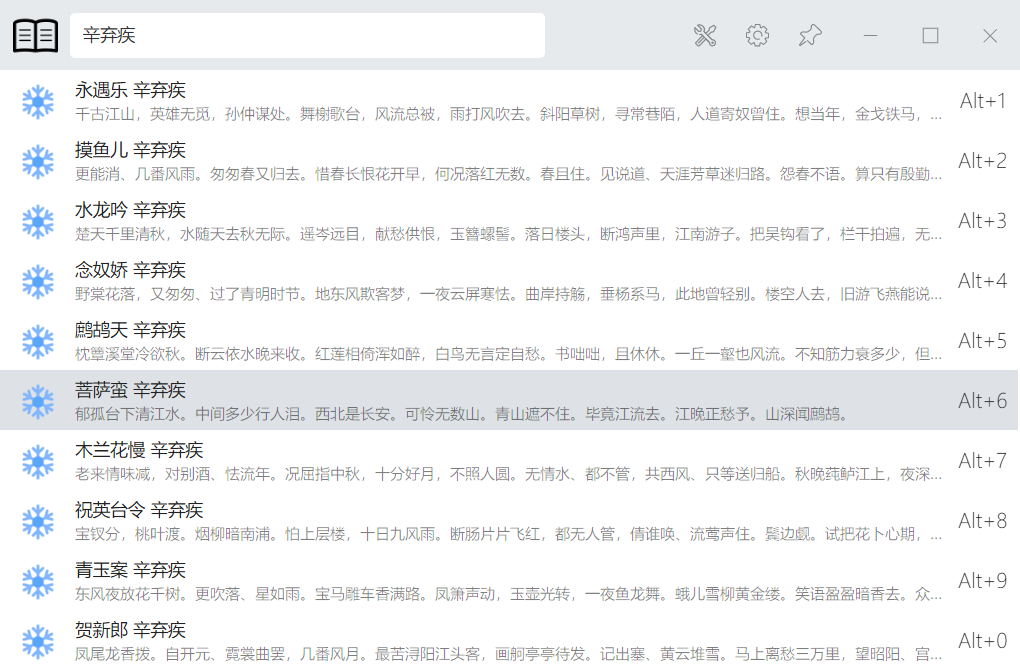 辛弃疾
永遇乐 辛弃疾
千古江山，英雄无觅，孙仲谋处。舞榭歌台，风流总被，雨打风吹去。斜阳草树，寻常巷陌，人道寄奴曾住。想当年，金戈铁马，...
Alt+1
摸鱼儿 辛弃疾
更能消、几番风雨。匆匆春又归去。惜春长恨花开早，何况落红无数。春且住。见说道、天涯芳草迷归路。怨春不语。算只有殷勤...
Alt+2
水龙吟 辛弃疾
楚天千里清秋，水随天去秋无际。遥岑远目，献愁供恨，玉簪螺髻。落日楼头，断鸿声里，江南游子。把吴钩看了，栏干拍遍，无...
Alt+3
念奴娇 辛弃疾
野棠花落，又匆匆、过了青明时节。地东风欺客梦，一夜云屏寒怯。曲岸持觞，垂杨系马，此地曾轻别。楼空人去，旧游飞燕能说...
Alt+4
鹧鸪天 辛弃疾
枕簟溪堂冷欲秋。断云依水晚来收。红莲相倚浑如醉，白鸟无言定自愁。书咄咄，且休休。一丘一壑也风流。不知筋力衰多少，但...
Alt+5
菩萨蛮 辛弃疾
郁孤台下清江水。中间多少行人泪。西北是长安。可怜无数山。青山遮不住。毕竟江流去。江晚正愁予。山深闻鹧鸪。
Alt+6
木兰花慢 辛弃疾
老来情味减，对别酒、怯流年。况屈指中秋，十分好月，不照人圆。无情水、都不管，共西风、只等送归船。秋晚莼鲈江上，夜深...
Alt+7
祝英台令 辛弃疾
宝钗分，桃叶渡。烟柳暗南浦。怕上层楼，十日九风雨。断肠片片飞红，都无人管，倩谁唤、流莺声住。鬓边觑。试把花卜心期，...
Alt+8
青玉案 辛弃疾
东风夜放花千树。更吹落、星如雨。宝马雕车香满路。凤箫声动，玉壶光转，一夜鱼龙舞。蛾儿雪柳黄金缕。笑语盈盈暗香去。众...
Alt+9
贺新郎 辛弃疾
凤尾龙香拨。自开元、霓裳曲罢，几番风月。最苦浔阳江头客，画舸亭亭待发。记出塞、黄云堆雪。马上离愁三万里，望昭阳、宫...
Alt+0